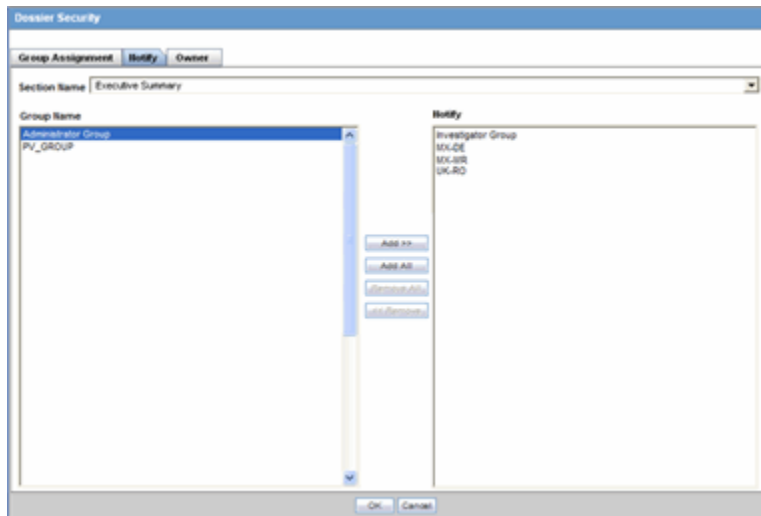 Dossier Security
Group Assignment Notify Owner
Section Name Executive Summary
Group Name
Administrator Group
PV_GROUP
Notify
Investigator Group
MX-DE
MX-MR
UK-RO
Add >>
Add All
Remove All
<< Remove
OK Cancel